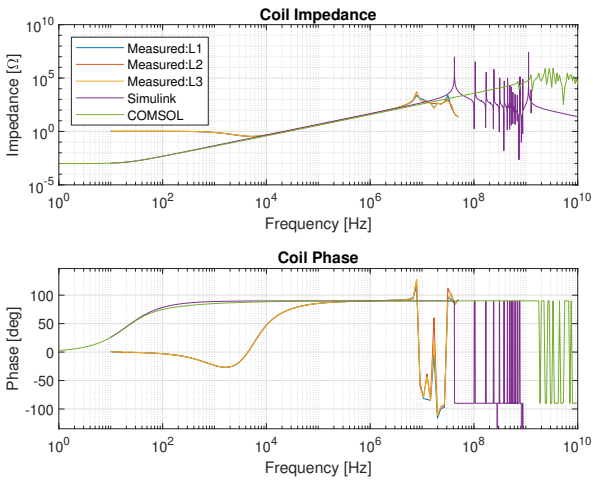 Coil Impedance
Impedance [Ω]
10^10
10^5
10^0
10^-5
Measured:L1
Measured:L2
Measured:L3
Simulink
COMSOL
10^0 10^2 10^4 10^6 10^8 10^10
Frequency [Hz]
Coil Phase
Phase [deg]
100
50
0
-50
-100
10^0 10^2 10^4 10^6 10^8 10^10
Frequency [Hz]